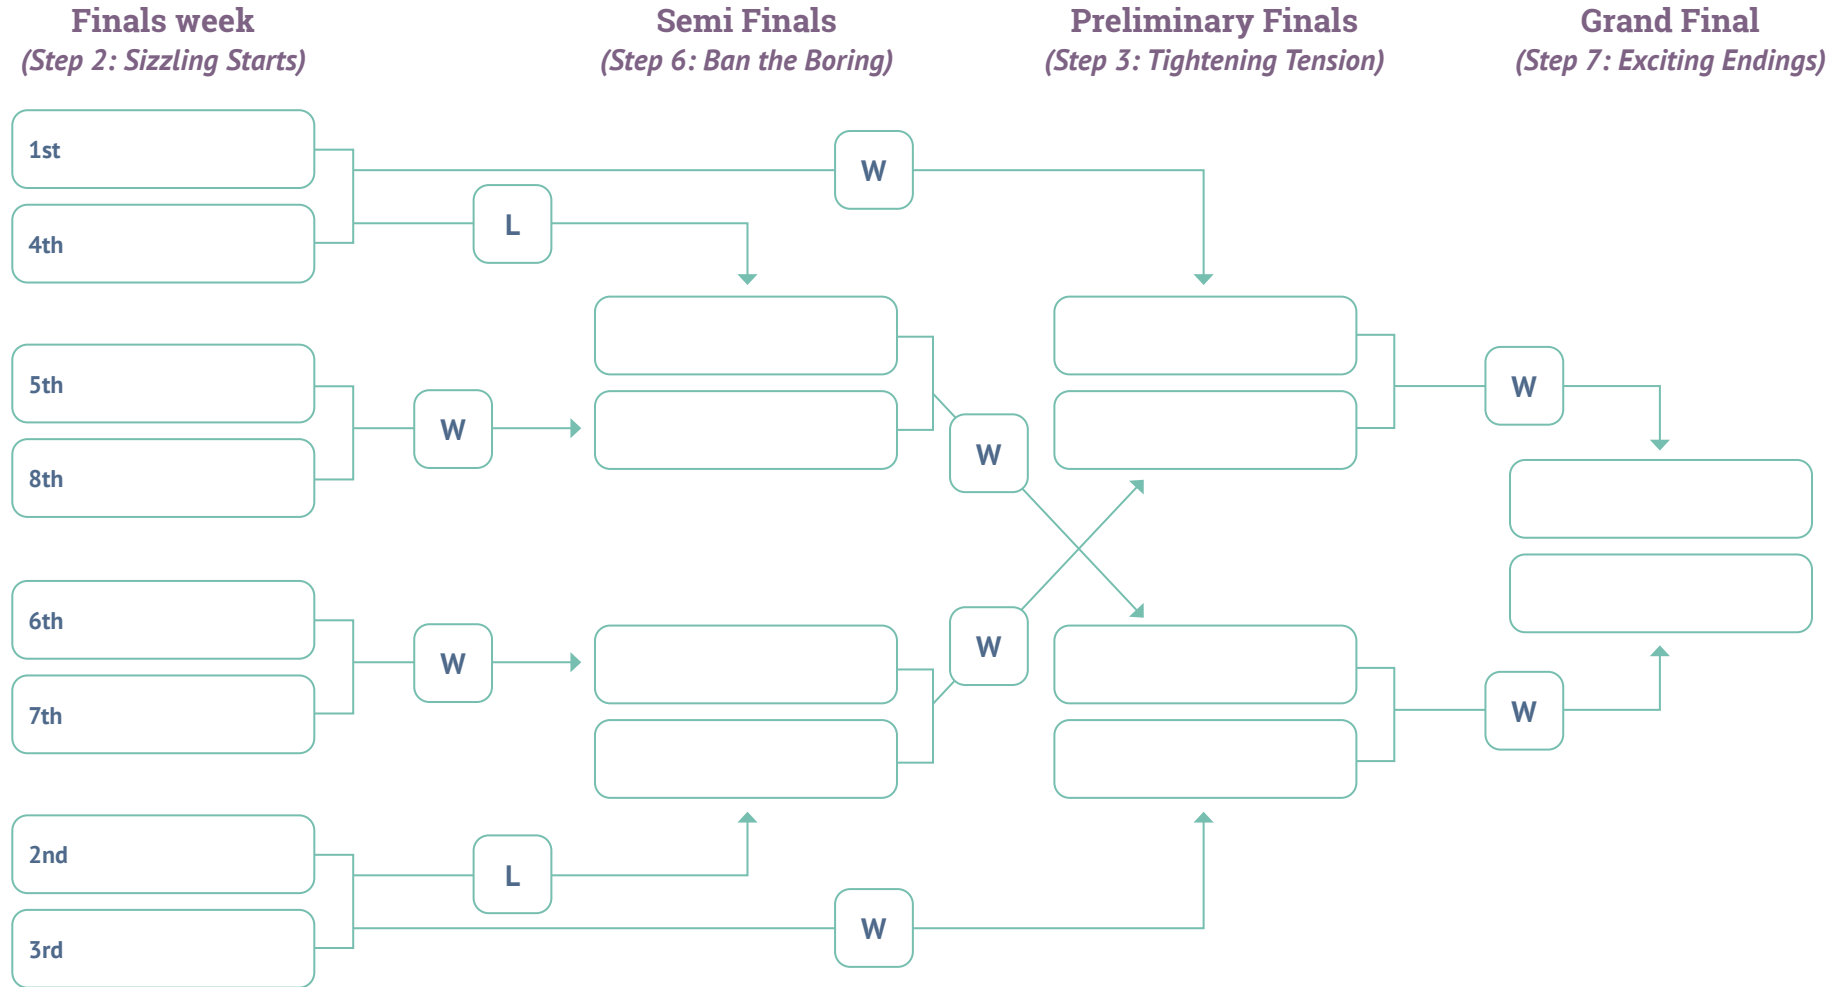 Finals week
(Step 2: Sizzling Starts)
Semi Finals
(Step 6: Ban the Boring)
Preliminary Finals
(Step 3: Tightening Tension)
Grand Final
(Step 7: Exciting Endings)
1st
4th
W
L
5th
8th
W
W
W
6th
7th
W
W
W
2nd
3rd
L
W